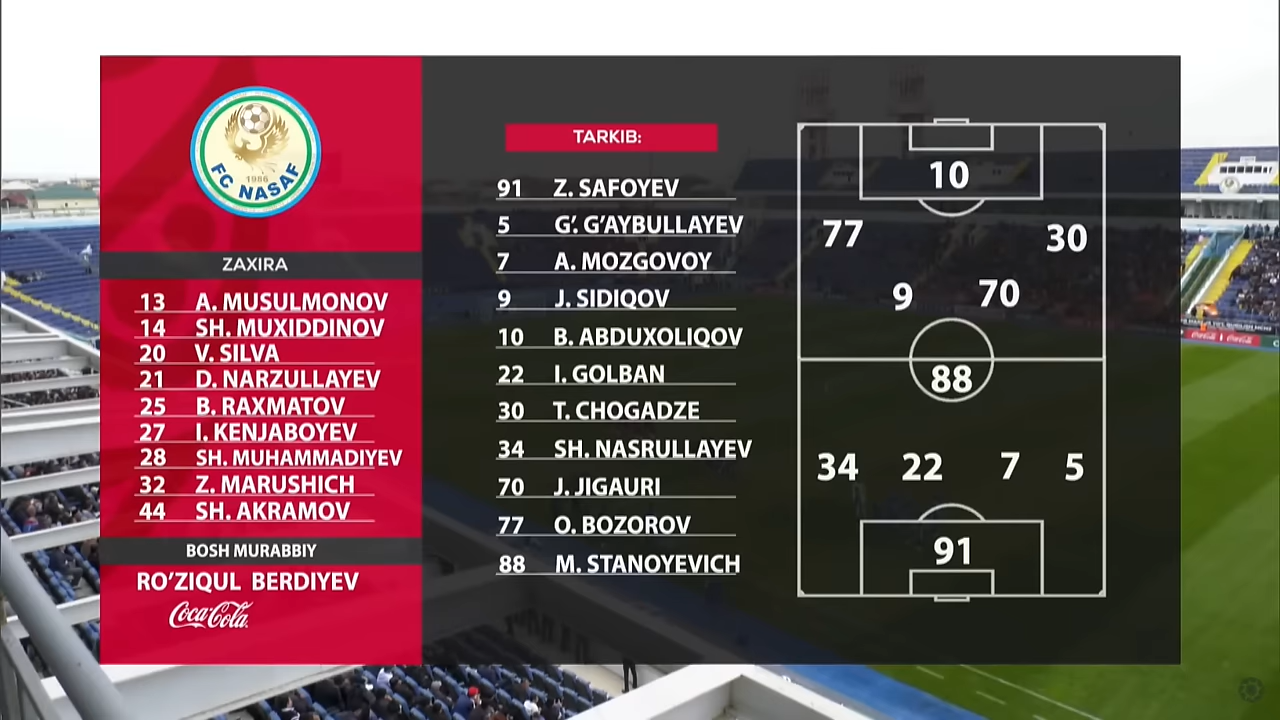 1986
FC NASAF
ZAXIRA
13 A. MUSULMONOV
14 SH. MUXIDDINOV
20 V. SILVA
21 D. NARZULLAYEV
25 B. RAXMATOV
27 I. KENJABOYEV
28 SH. MUHAMMADIYEV
32 Z. MARUSHICH
44 SH. AKRAMOV
BOSH MURABBIY
RO’ZIQUL BERDIYEV
Coca-Cola
TARKIB:
91 Z. SAFOYEV
5 G’. G’AYBULLAYEV
7 A. MOZGOVOY
9 J. SIDIQOV
10 B. ABDUXOLIQOV
22 I. GOLBAN
30 T. CHOGADZE
34 SH. NASRULLAYEV
70 J. JIGAURI
77 O. BOZOROV
88 M. STANOYEVICH
10
77 30
9 70
88
34 22 7 5
91
Coca-Cola